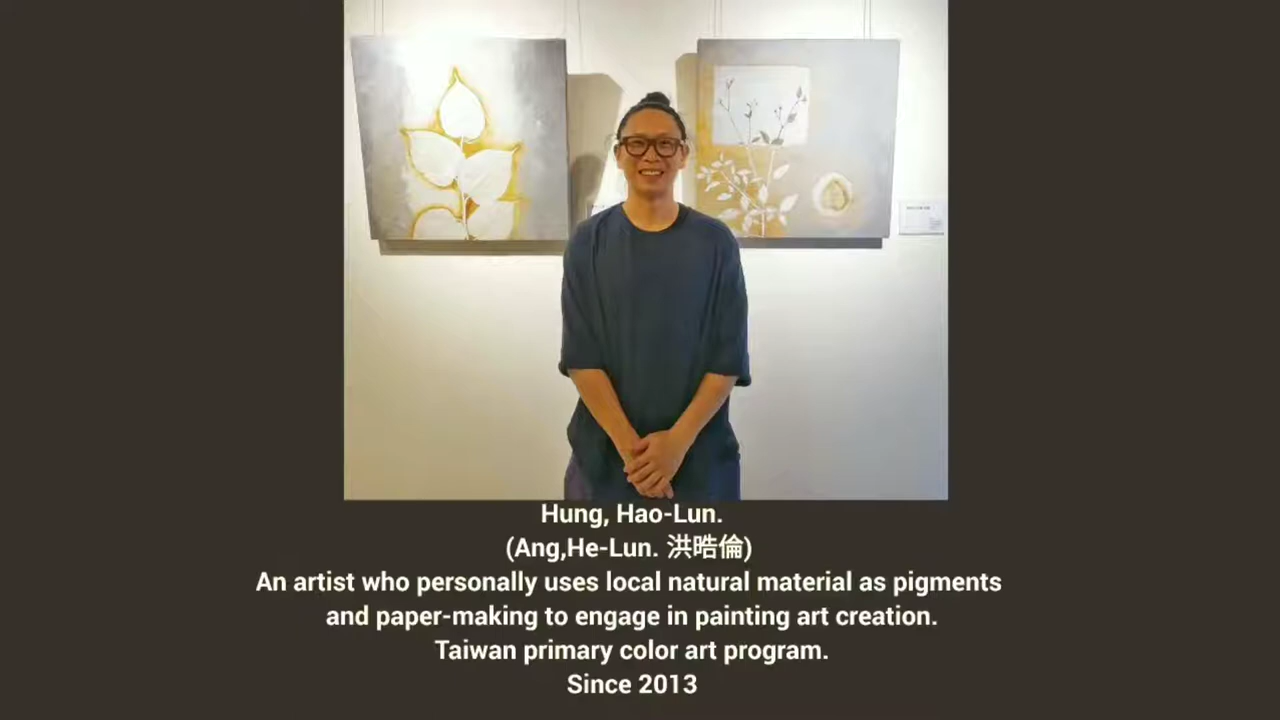 Hung, Hao-Lun.
(Ang,He-Lun. 洪晧倫)
An artist who personally uses local natural material as pigments
and paper-making to engage in painting art creation.
Taiwan primary color art program.
Since 2013